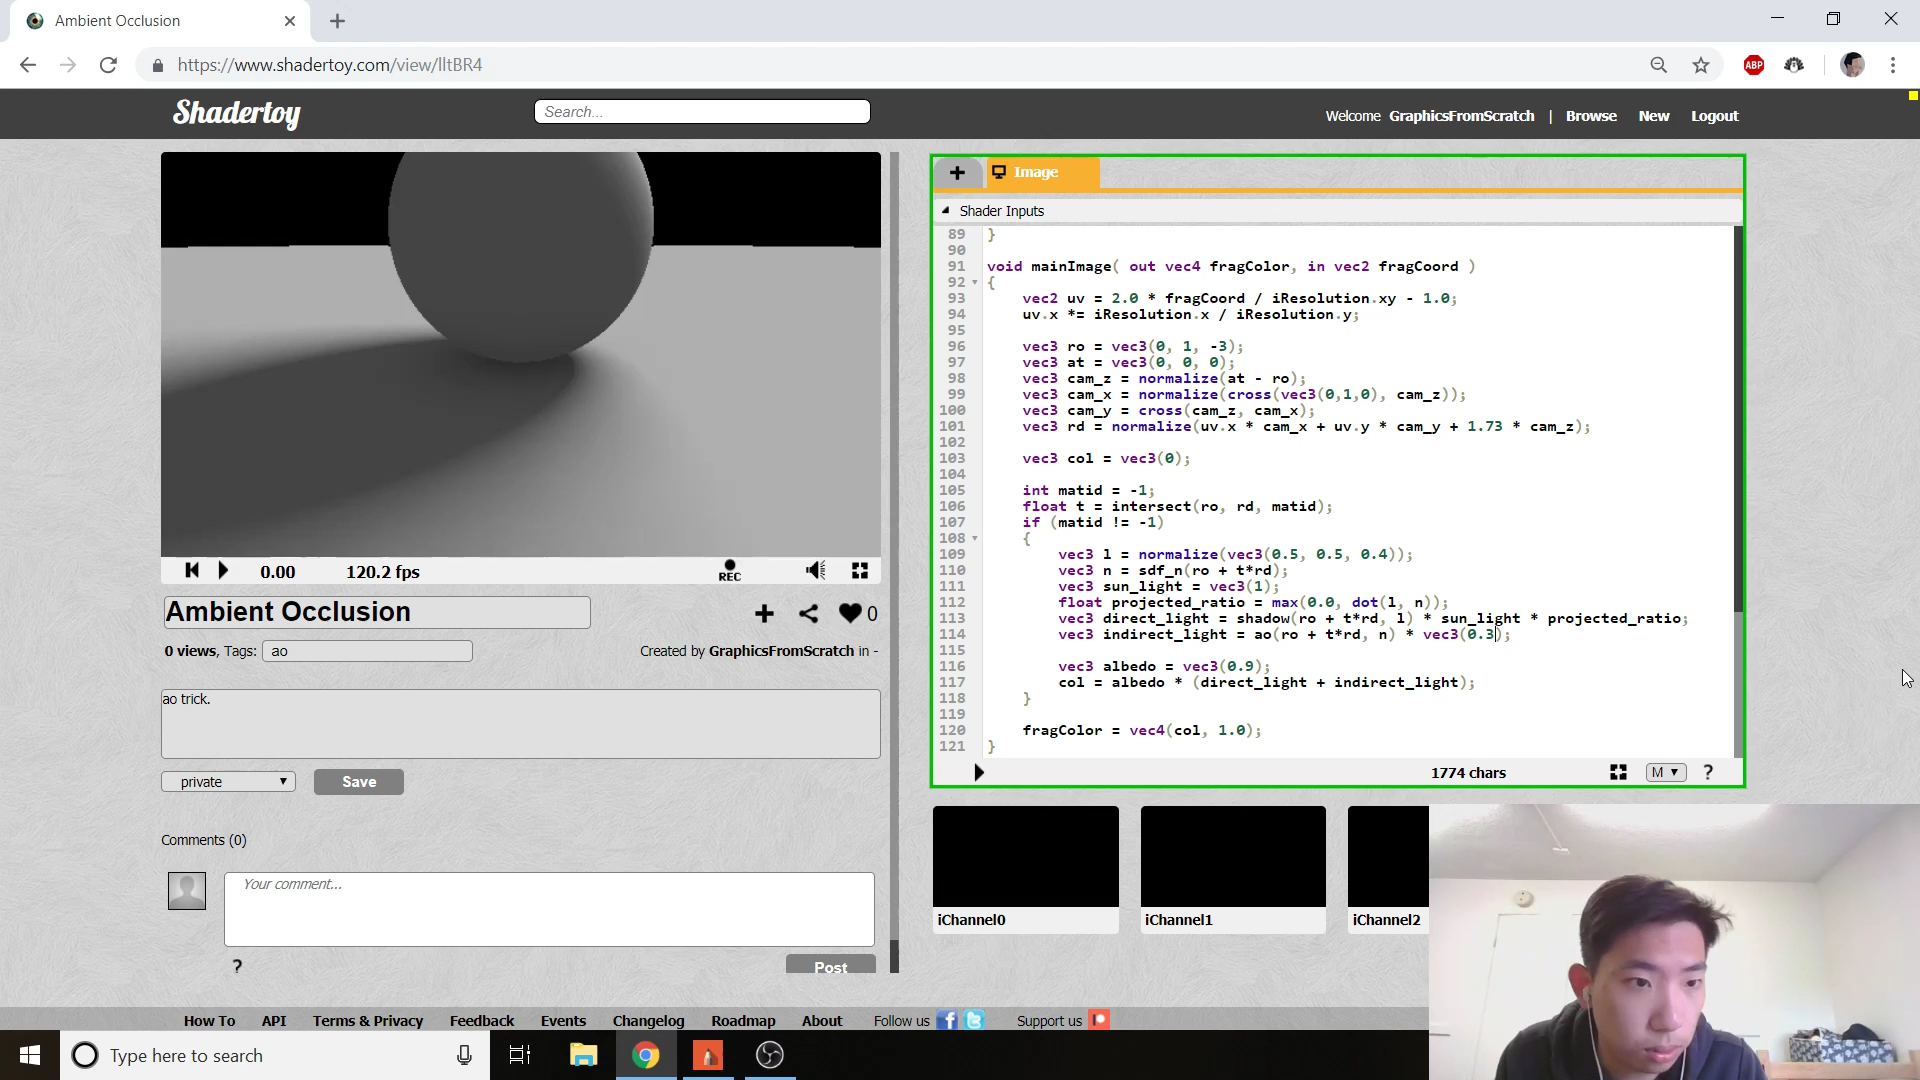 Ambient Occlusion
https://www.shadertoy.com/view/lltBR4
ABP
Shadertoy
Search...
Welcome GraphicsFromScratch | Browse New Logout
+ Image
Shader Inputs
89 }
90
91 void mainImage( out vec4 fragColor, in vec2 fragCoord )
92 {
93 vec2 uv = 2.0 * fragCoord / iResolution.xy - 1.0;
94 uv.x *= iResolution.x / iResolution.y;
95
96 vec3 ro = vec3(0, 1, -3);
97 vec3 at = vec3(0, 0, 0);
98 vec3 cam_z = normalize(at - ro);
99 vec3 cam_x = normalize(cross(vec3(0,1,0), cam_z));
100 vec3 cam_y = cross(cam_z, cam_x);
101 vec3 rd = normalize(uv.x * cam_x + uv.y * cam_y + 1.73 * cam_z);
102
103 vec3 col = vec3(0);
104
105 int matid = -1;
106 float t = intersect(ro, rd, matid);
107 if (matid != -1)
108 {
109 vec3 l = normalize(vec3(0.5, 0.5, 0.4));
110 vec3 n = sdf_n(ro + t*rd);
111 vec3 sun_light = vec3(1);
112 float projected_ratio = max(0.0, dot(l, n));
113 vec3 direct_light = shadow(ro + t*rd, l) * sun_light * projected_ratio;
114 vec3 indirect_light = ao(ro + t*rd, n) * vec3(0.3);
115
116 vec3 albedo = vec3(0.9);
117 col = albedo * (direct_light + indirect_light);
118 }
119
120 fragColor = vec4(col, 1.0);
121 }
1774 chars M ?
0.00 120.2 fps REC
Ambient Occlusion
0
0 views, Tags: ao Created by GraphicsFromScratch in -
ao trick.
private Save
Comments (0)
Your comment...
? Post
iChannel0 iChannel1 iChannel2
How To API Terms & Privacy Feedback Events Changelog Roadmap About Follow us Support us
Type here to search